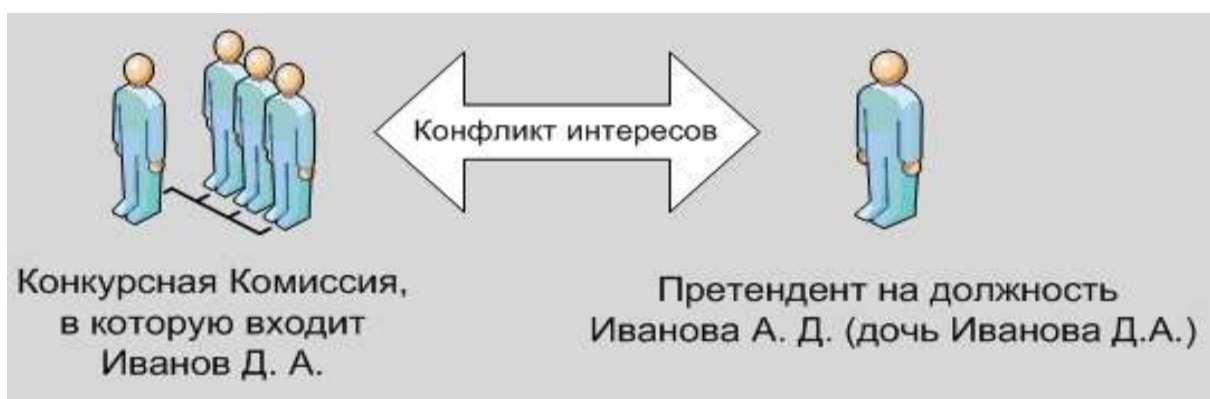 Конфликт интересов
Конкурсная Комиссия,
в которую входит
Иванов Д. А.
Претендент на должность
Иванова А. Д. (дочь Иванова Д.А.)